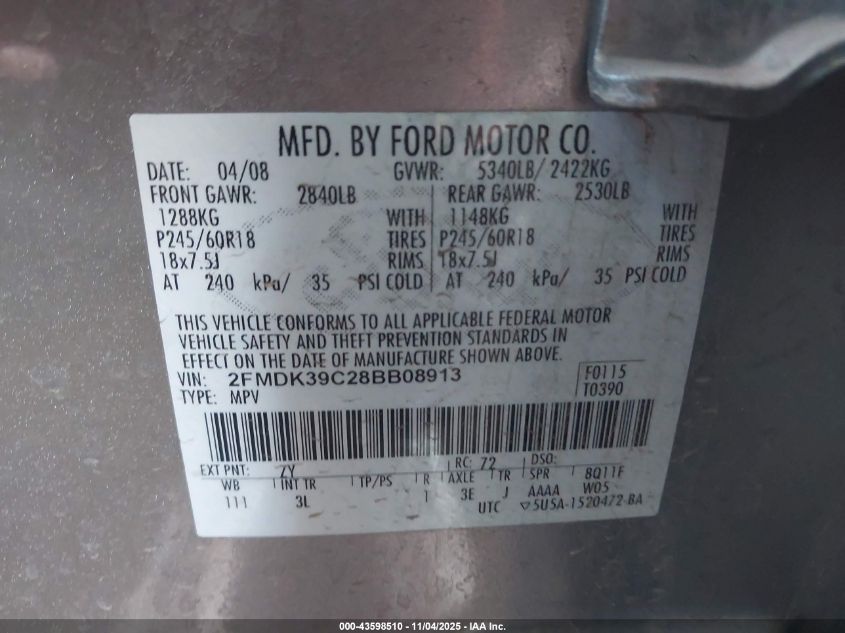 MFD. BY FORD MOTOR CO.
DATE: 04/08 GVWR: 5340LB/ 2422KG
FRONT GAWR: 2840LB REAR GAWR: 2530LB
1288KG WITH 1148KG WITH
P245/60R18 TIRES P245/60R18 TIRES
18x7.5J RIMS 18x7.5J RIMS
AT 240 kPa/ 35 PSI COLD AT 240 kPa/ 35 PSI COLD
THIS VEHICLE CONFORMS TO ALL APPLICABLE FEDERAL MOTOR
VEHICLE SAFETY AND THEFT PREVENTION STANDARDS IN
EFFECT ON THE DATE OF MANUFACTURE SHOWN ABOVE.
VIN: 2FMDK39C28BB08913 F0115
TYPE: MPV T0390
EXT PNT: ZY RC: 72 DSO:
WB INT TR TP/PS R AXLE TR SPR 8Q11F
111 3L 1 3E J AAAA W05
UTC ▽5U5A-1520472-BA
000-43598510 - 11/04/2025 - IAA Inc.